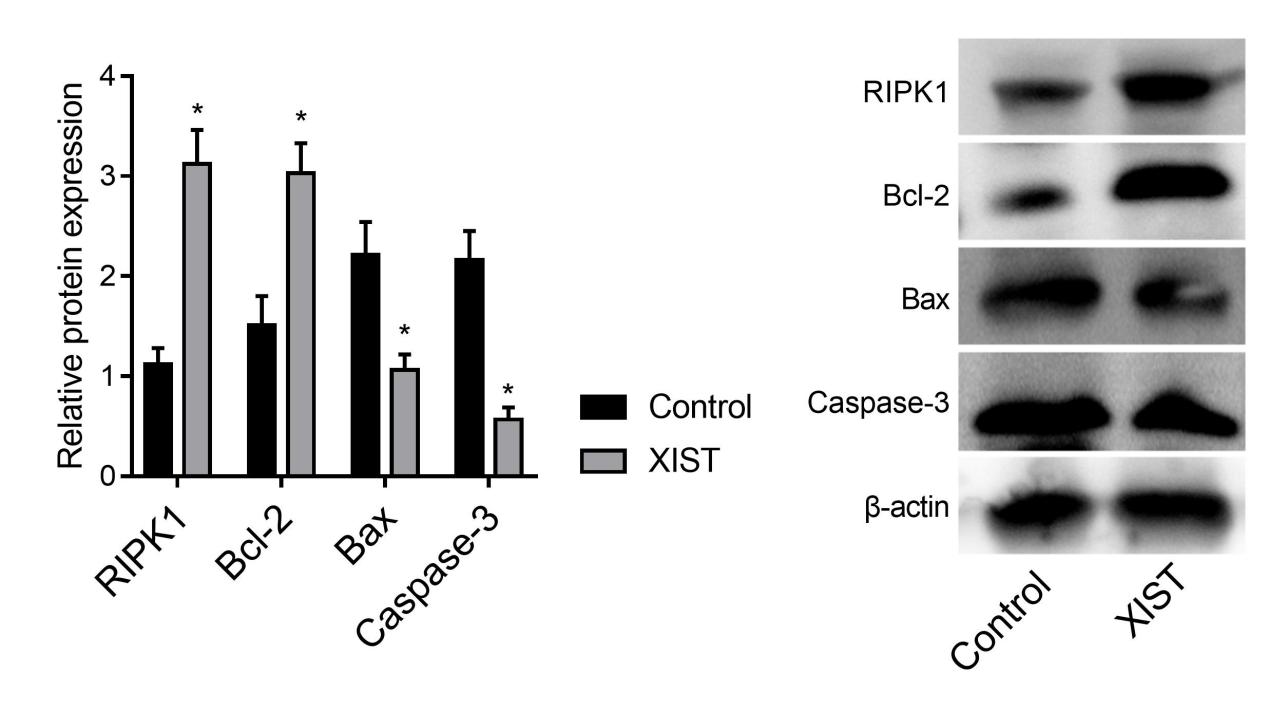 Relative protein expression
4
3
2
1
0
*
*
*
*
RIPK1
Bcl-2
Bax
Caspase-3
Control
XIST
RIPK1
Bcl-2
Bax
Caspase-3
β-actin
Control
XIST